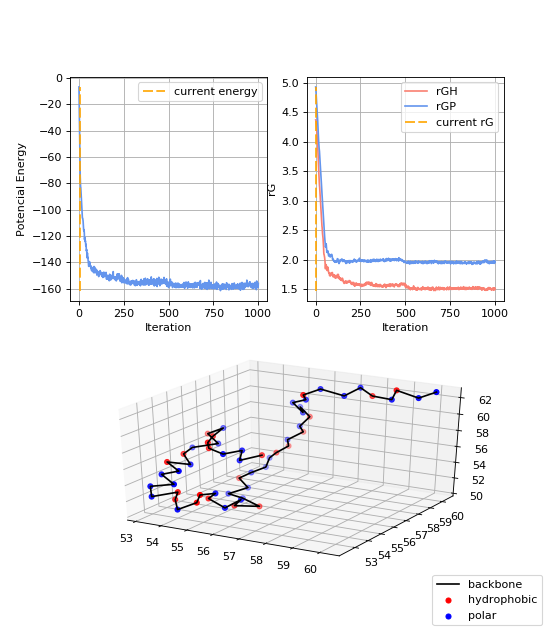 0
−20
−40
−60
−80
−100
−120
−140
−160
Potencial Energy
0 250 500 750 1000
Iteration
current energy
5.0
4.5
4.0
3.5
3.0
2.5
2.0
1.5
rG
0 250 500 750 1000
Iteration
rGH
rGP
current rG
53 54 55 56 57 58 59 60
53 54 55 56 57 58 59 60
50 52 54 56 58 60 62
backbone
hydrophobic
polar